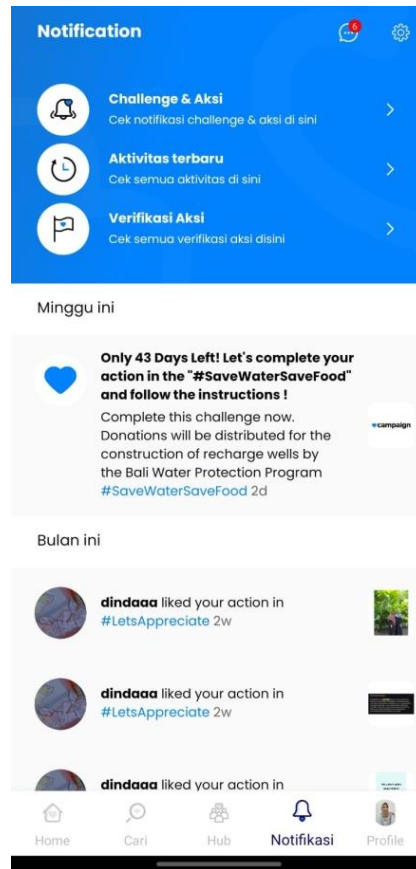 Notification
6
Challenge & Aksi
Cek notifikasi challenge & aksi di sini
Aktivitas terbaru
Cek semua aktivitas di sini
Verifikasi Aksi
Cek semua verifikasi aksi disini
Minggu ini
Only 43 Days Left! Let's complete your
action in the "#SaveWaterSaveFood"
and follow the instructions !
Complete this challenge now.
Donations will be distributed for the
construction of recharge wells by
the Bali Water Protection Program
#SaveWaterSaveFood 2d
campaign
Bulan ini
dindaaa liked your action in
#LetsAppreciate 2w
dindaaa liked your action in
#LetsAppreciate 2w
dindaaa liked your action in
Home
Cari
Hub
Notifikasi
Profile